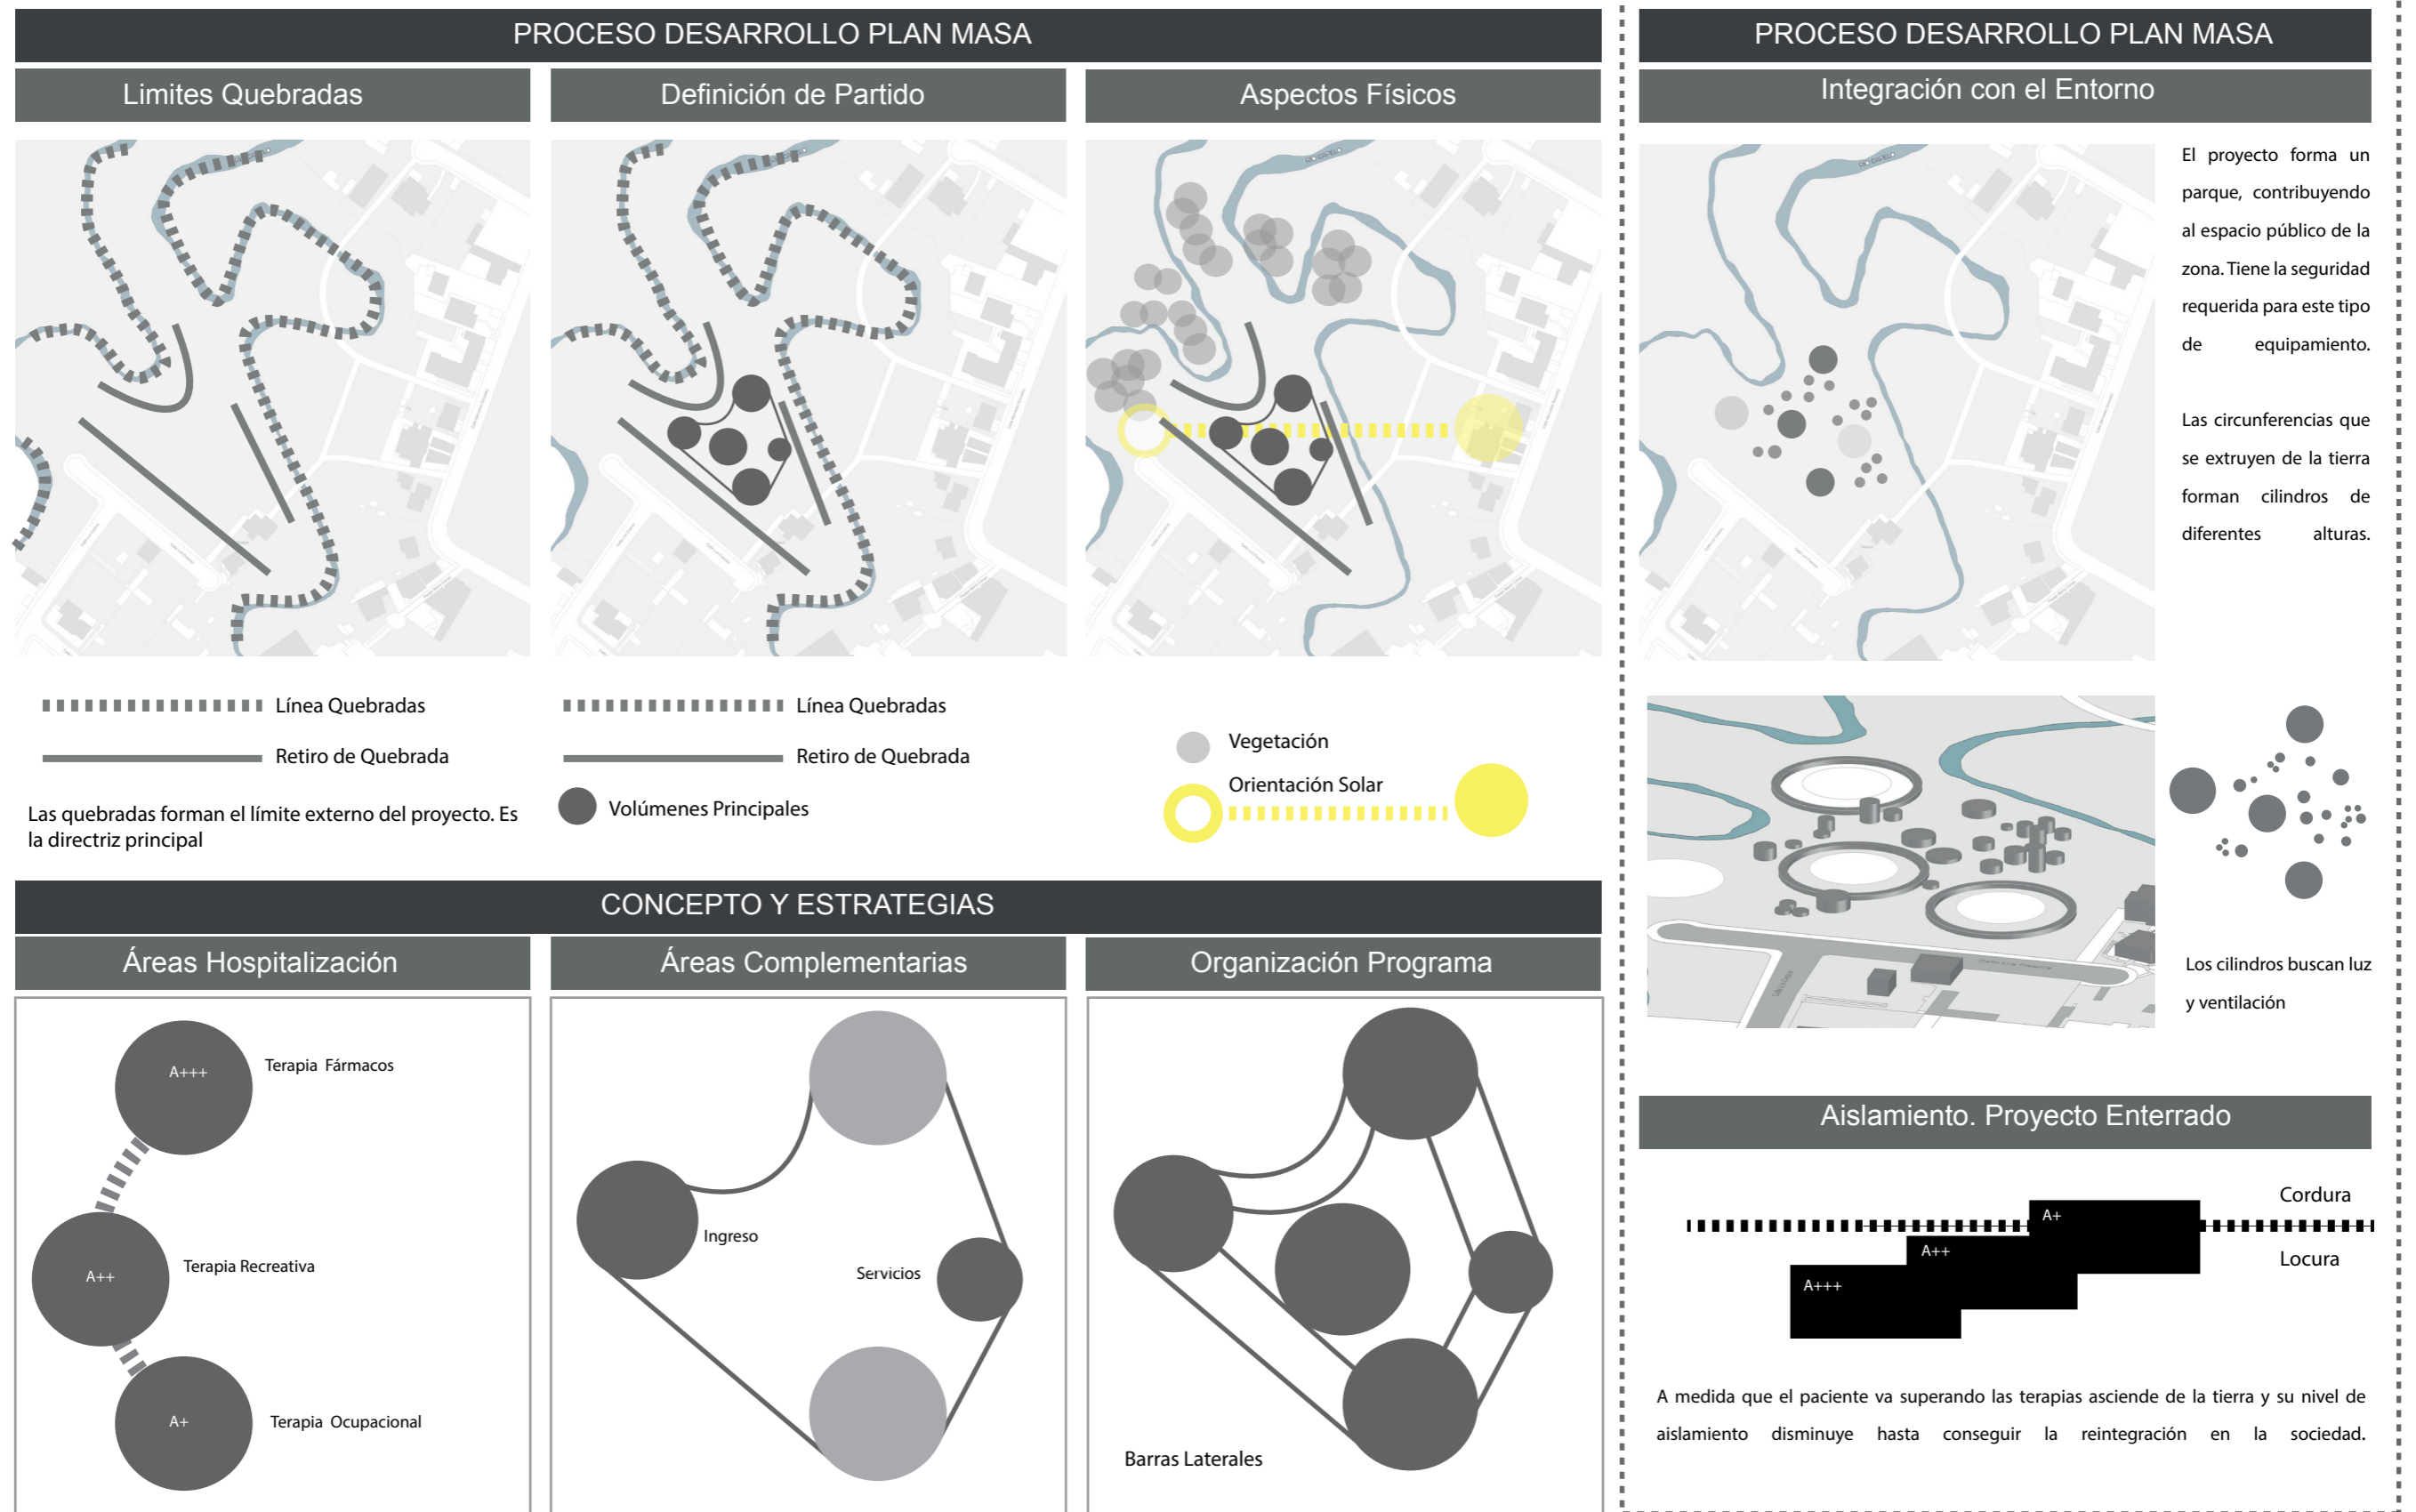 PROCESO DESARROLLO PLAN MASA
Limites Quebradas
Definición de Partido
Aspectos Físicos
Línea Quebradas
Retiro de Quebrada
Las quebradas forman el límite externo del proyecto. Es
la directriz principal
Línea Quebradas
Retiro de Quebrada
Volúmenes Principales
Vegetación
Orientación Solar
CONCEPTO Y ESTRATEGIAS
Áreas Hospitalización
Áreas Complementarias
Organización Programa
A+++
Terapia Fármacos
A++
Terapia Recreativa
A+
Terapia Ocupacional
Ingreso
Servicios
Barras Laterales
PROCESO DESARROLLO PLAN MASA
Integración con el Entorno
El proyecto forma un
parque, contribuyendo
al espacio público de la
zona. Tiene la seguridad
requerida para este tipo
de equipamiento.
Las circunferencias que
se extruyen de la tierra
forman cilindros de
diferentes alturas.
Los cilindros buscan luz
y ventilación
Aislamiento. Proyecto Enterrado
Cordura
A+
A++
Locura
A+++
A medida que el paciente va superando las terapias asciende de la tierra y su nivel de
aislamiento disminuye hasta conseguir la reintegración en la sociedad.